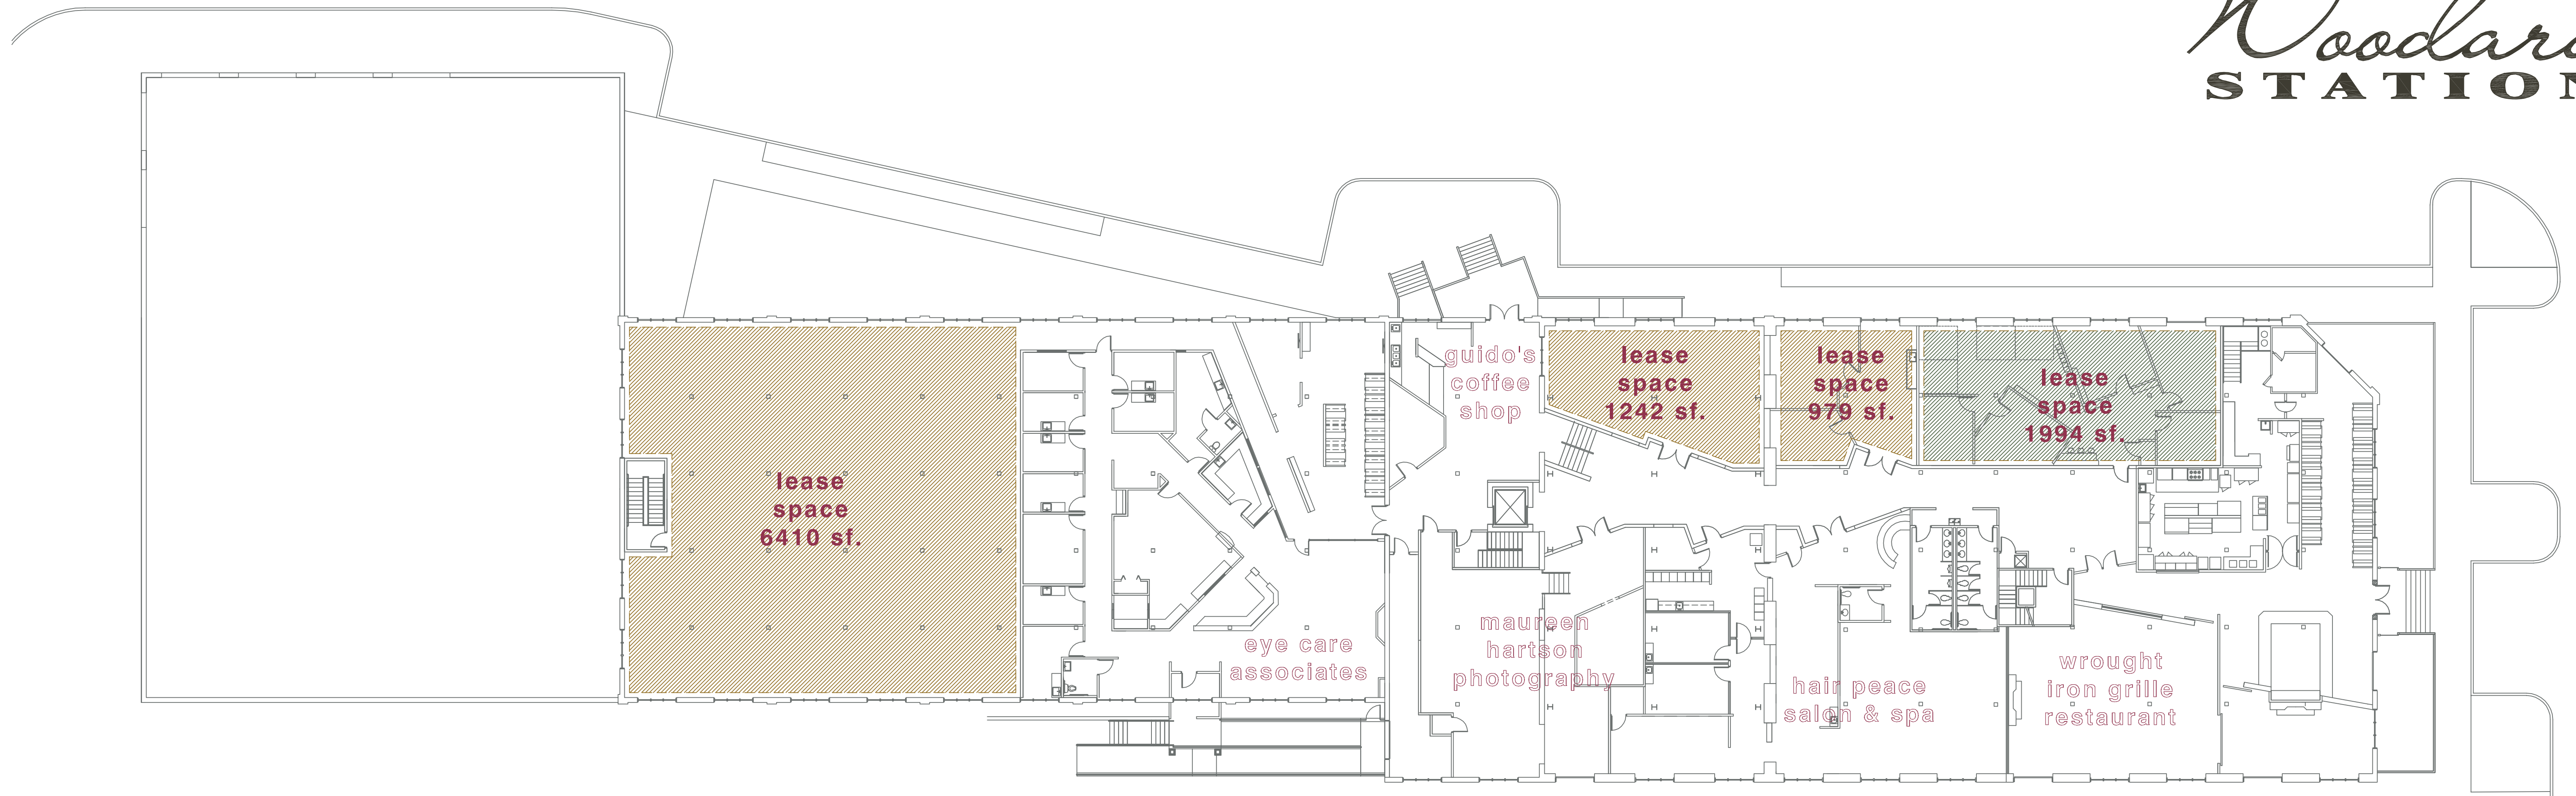 Woodard
STATION
guido's
coffee
shop
lease
space
1242 sf.
lease
space
979 sf.
lease
space
1994 sf.
lease
space
6410 sf.
eye care
associates
maureen
hartson
photography
hair peace
salon & spa
wrought
iron grille
restaurant